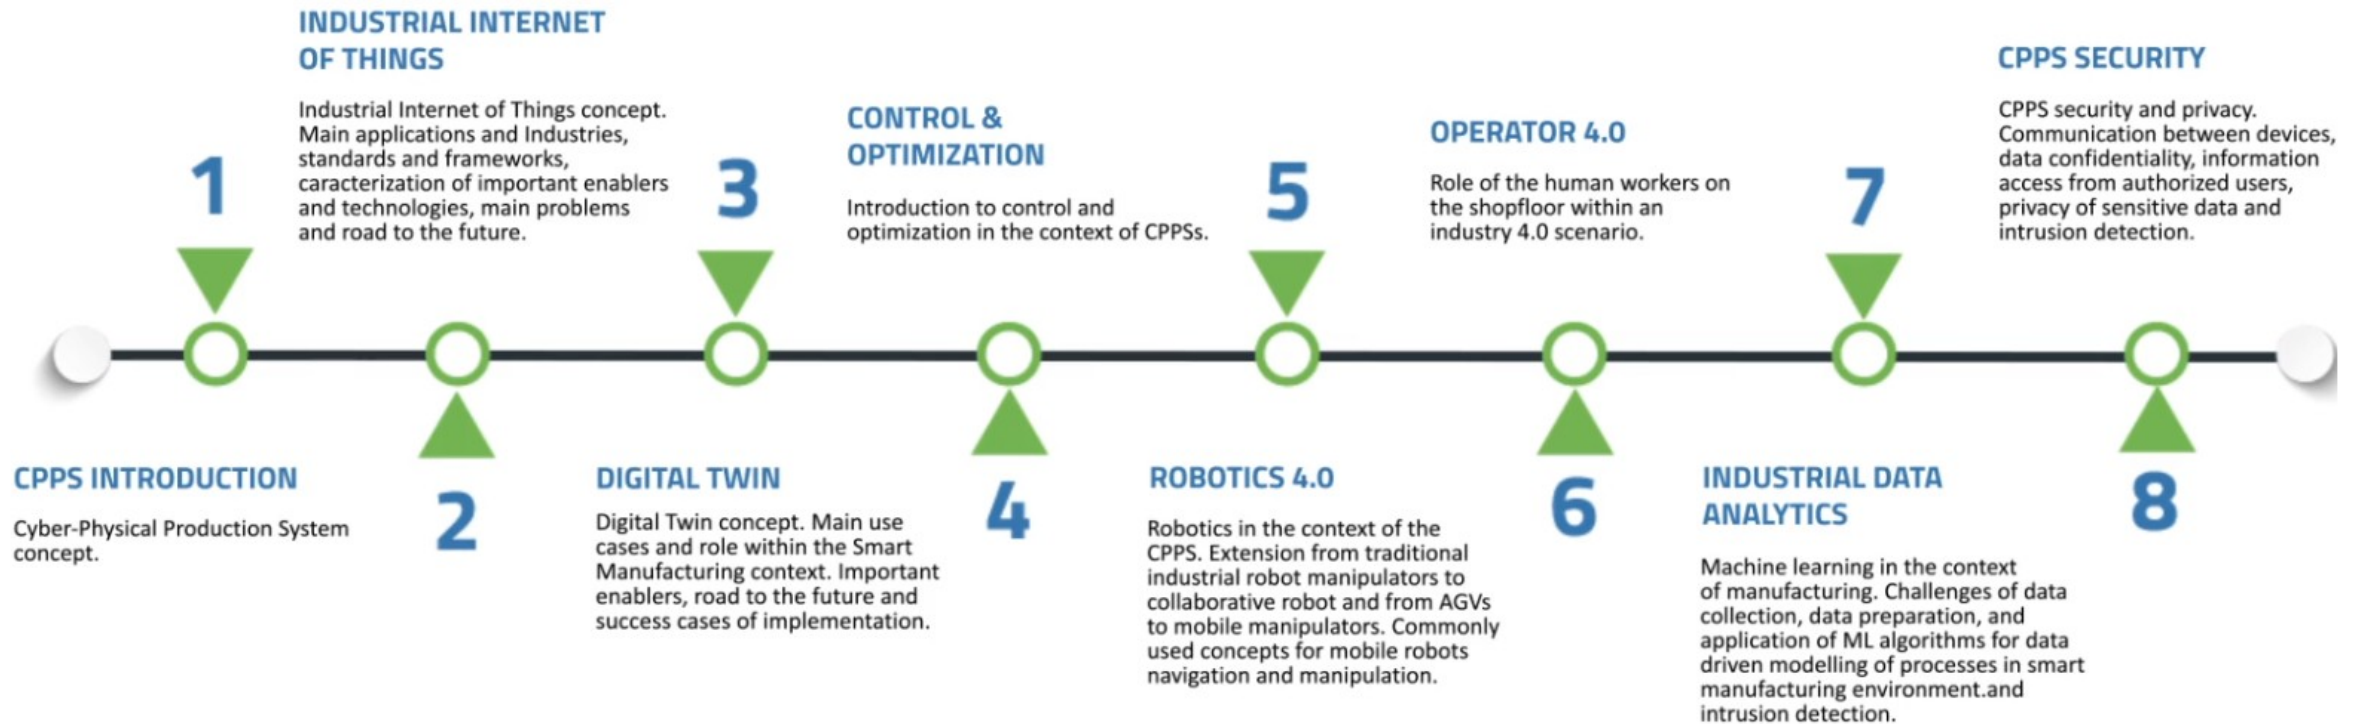 1
CPPS INTRODUCTION
Cyber-Physical Production System
concept.
2
INDUSTRIAL INTERNET
OF THINGS
Industrial Internet of Things concept.
Main applications and Industries,
standards and frameworks,
caracterization of important enablers
and technologies, main problems
and road to the future.
3
DIGITAL TWIN
Digital Twin concept. Main use
cases and role within the Smart
Manufacturing context. Important
enablers, road to the future and
success cases of implementation.
4
CONTROL &
OPTIMIZATION
Introduction to control and
optimization in the context of CPPSs.
5
ROBOTICS 4.0
Robotics in the context of the
CPPS. Extension from traditional
industrial robot manipulators to
collaborative robot and from AGVs
to mobile manipulators. Commonly
used concepts for mobile robots
navigation and manipulation.
6
OPERATOR 4.0
Role of the human workers on
the shopfloor within an
industry 4.0 scenario.
7
INDUSTRIAL DATA
ANALYTICS
Machine learning in the context
of manufacturing. Challenges of data
collection, data preparation, and
application of ML algorithms for data
driven modelling of processes in smart
manufacturing environment.and
intrusion detection.
8
CPPS SECURITY
CPPS security and privacy.
Communication between devices,
data confidentiality, information
access from authorized users,
privacy of sensitive data and
intrusion detection.